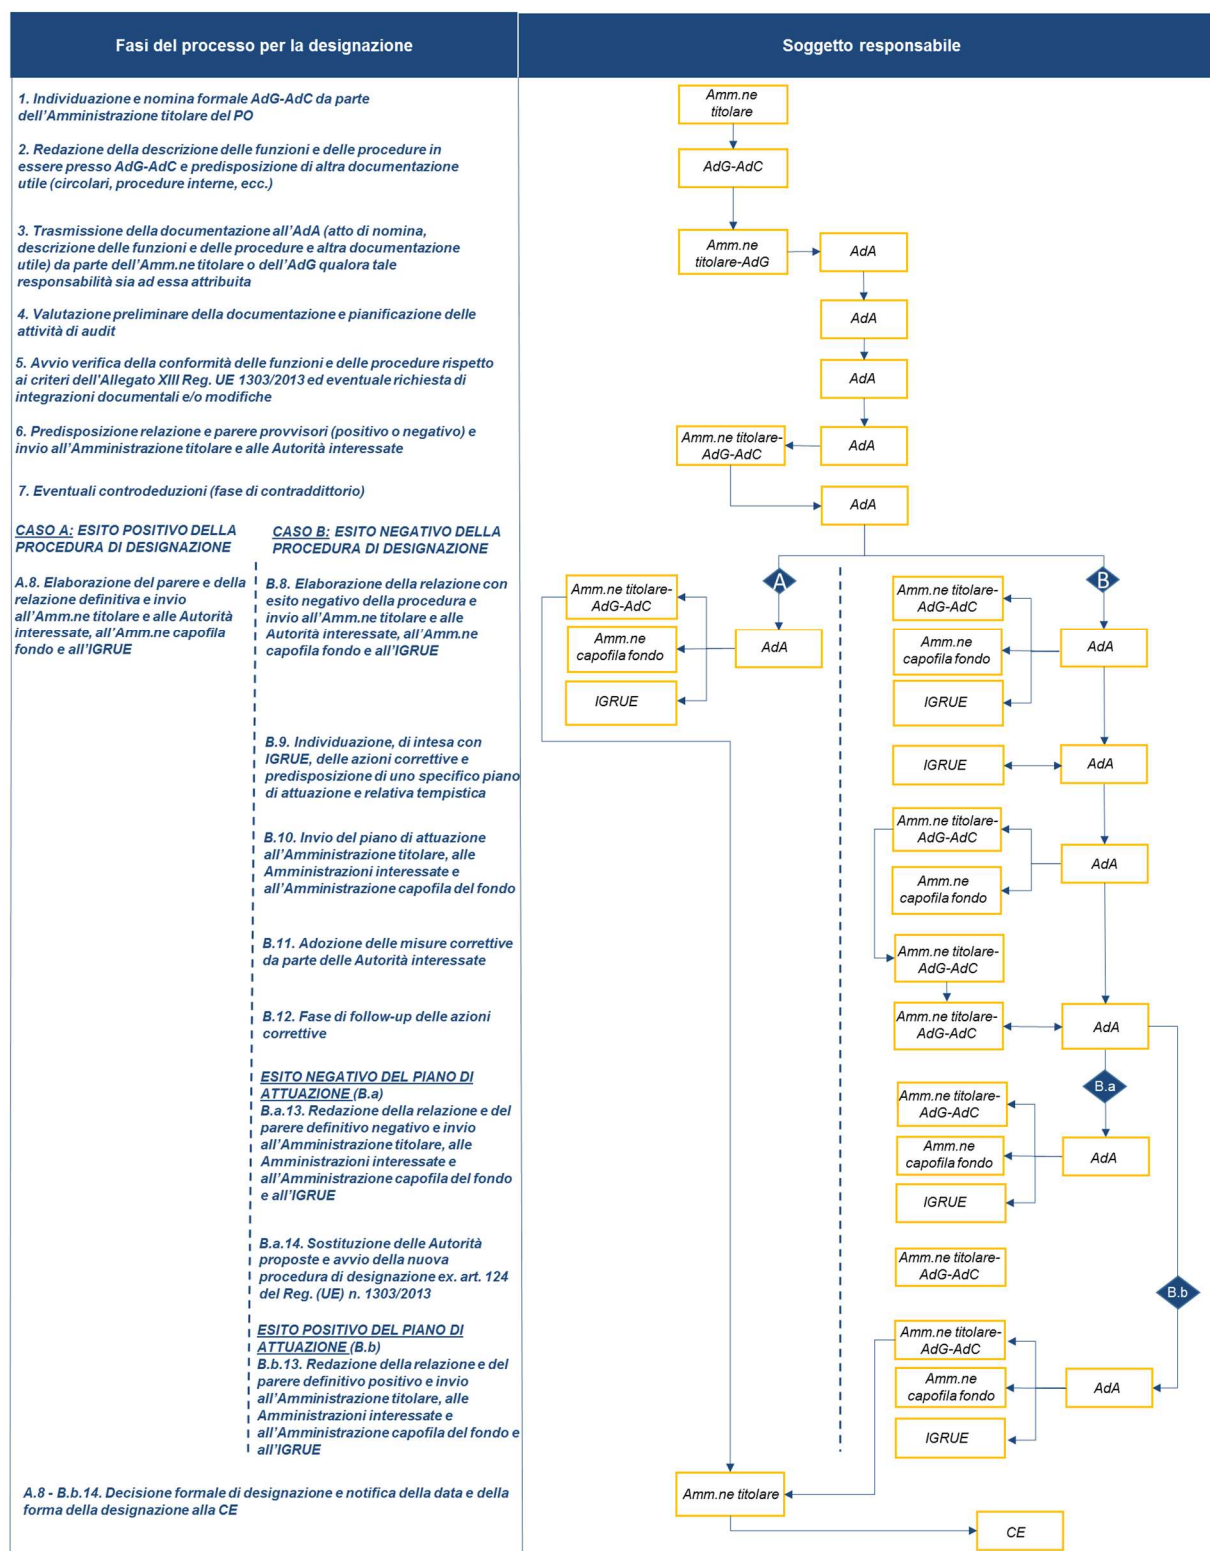 Fasi del processo per la designazione
Soggetto responsabile
1. Individuazione e nomina formale AdG-AdC da parte
dell'Amministrazione titolare del PO
2. Redazione della descrizione delle funzioni e delle procedure in
essere presso AdG-AdC e predisposizione di altra documentazione
utile (circolari, procedure interne, ecc.)
3. Trasmissione della documentazione all'AdA (atto di nomina,
descrizione delle funzioni e delle procedure e altra documentazione
utile) da parte dell'Amm.ne titolare o dell'AdG qualora tale
responsabilità sia ad essa attribuita
4. Valutazione preliminare della documentazione e pianificazione delle
attività di audit
5. Avvio verifica della conformità delle funzioni e delle procedure rispetto
ai criteri dell'Allegato XIII Reg. UE 1303/2013 ed eventuale richiesta di
integrazioni documentali e/o modifiche
6. Predisposizione relazione e parere provvisori (positivo o negativo) e
invio all'Amministrazione titolare e alle Autorità interessate
7. Eventuali controdeduzioni (fase di contraddittorio)
CASO A: ESITO POSITIVO DELLA
PROCEDURA DI DESIGNAZIONE
A.8. Elaborazione del parere e della
relazione definitiva e invio
all'Amm.ne titolare e alle Autorità
interessate, all'Amm.ne capofila
fondo e all'IGRUE
CASO B: ESITO NEGATIVO DELLA
PROCEDURA DI DESIGNAZIONE
B.8. Elaborazione della relazione con
esito negativo della procedura e
invio all'Amm.ne titolare e alle
Autorità interessate, all'Amm.ne
capofila fondo e all'IGRUE
B.9. Individuazione, di intesa con
IGRUE, delle azioni correttive e
predisposizione di uno specifico piano
di attuazione e relativa tempistica
B.10. Invio del piano di attuazione
all'Amministrazione titolare, alle
Amministrazioni interessate e
all'Amministrazione capofila del fondo
B.11. Adozione delle misure correttive
da parte delle Autorità interessate
B.12. Fase di follow-up delle azioni
correttive
ESITO NEGATIVO DEL PIANO DI
ATTUAZIONE (B.a)
B.a.13. Redazione della relazione e del
parere definitivo negativo e invio
all'Amministrazione titolare, alle
Amministrazioni interessate e
all'Amministrazione capofila del fondo
e all'IGRUE
B.a.14. Sostituzione delle Autorità
proposte e avvio della nuova
procedura di designazione ex. art. 124
del Reg. (UE) n. 1303/2013
ESITO POSITIVO DEL PIANO DI
ATTUAZIONE (B.b)
B.b.13. Redazione della relazione e del
parere definitivo positivo e invio
all'Amministrazione titolare, alle
Amministrazioni interessate e
all'Amministrazione capofila del fondo e
all'IGRUE
A.8 - B.b.14. Decisione formale di designazione e notifica della data e della
forma della designazione alla CE
Amm.ne
titolare
AdG-AdC
Amm.ne
titolare-AdG
AdA
AdA
AdA
Amm.ne titolare-
AdG-AdC
AdA
AdA
A
Amm.ne titolare-
AdG-AdC
Amm.ne
capofila fondo
AdA
IGRUE
B
Amm.ne titolare-
AdG-AdC
Amm.ne
capofila fondo
AdA
IGRUE
IGRUE
AdA
Amm.ne titolare-
AdG-AdC
AdA
Amm.ne
capofila fondo
Amm.ne titolare-
AdG-AdC
Amm.ne titolare-
AdG-AdC
AdA
B.a
Amm.ne titolare-
AdG-AdC
Amm.ne
capofila fondo
AdA
IGRUE
Amm.ne titolare-
AdG-AdC
B.b
Amm.ne titolare-
AdG-AdC
Amm.ne
capofila fondo
AdA
IGRUE
Amm.ne titolare
CE